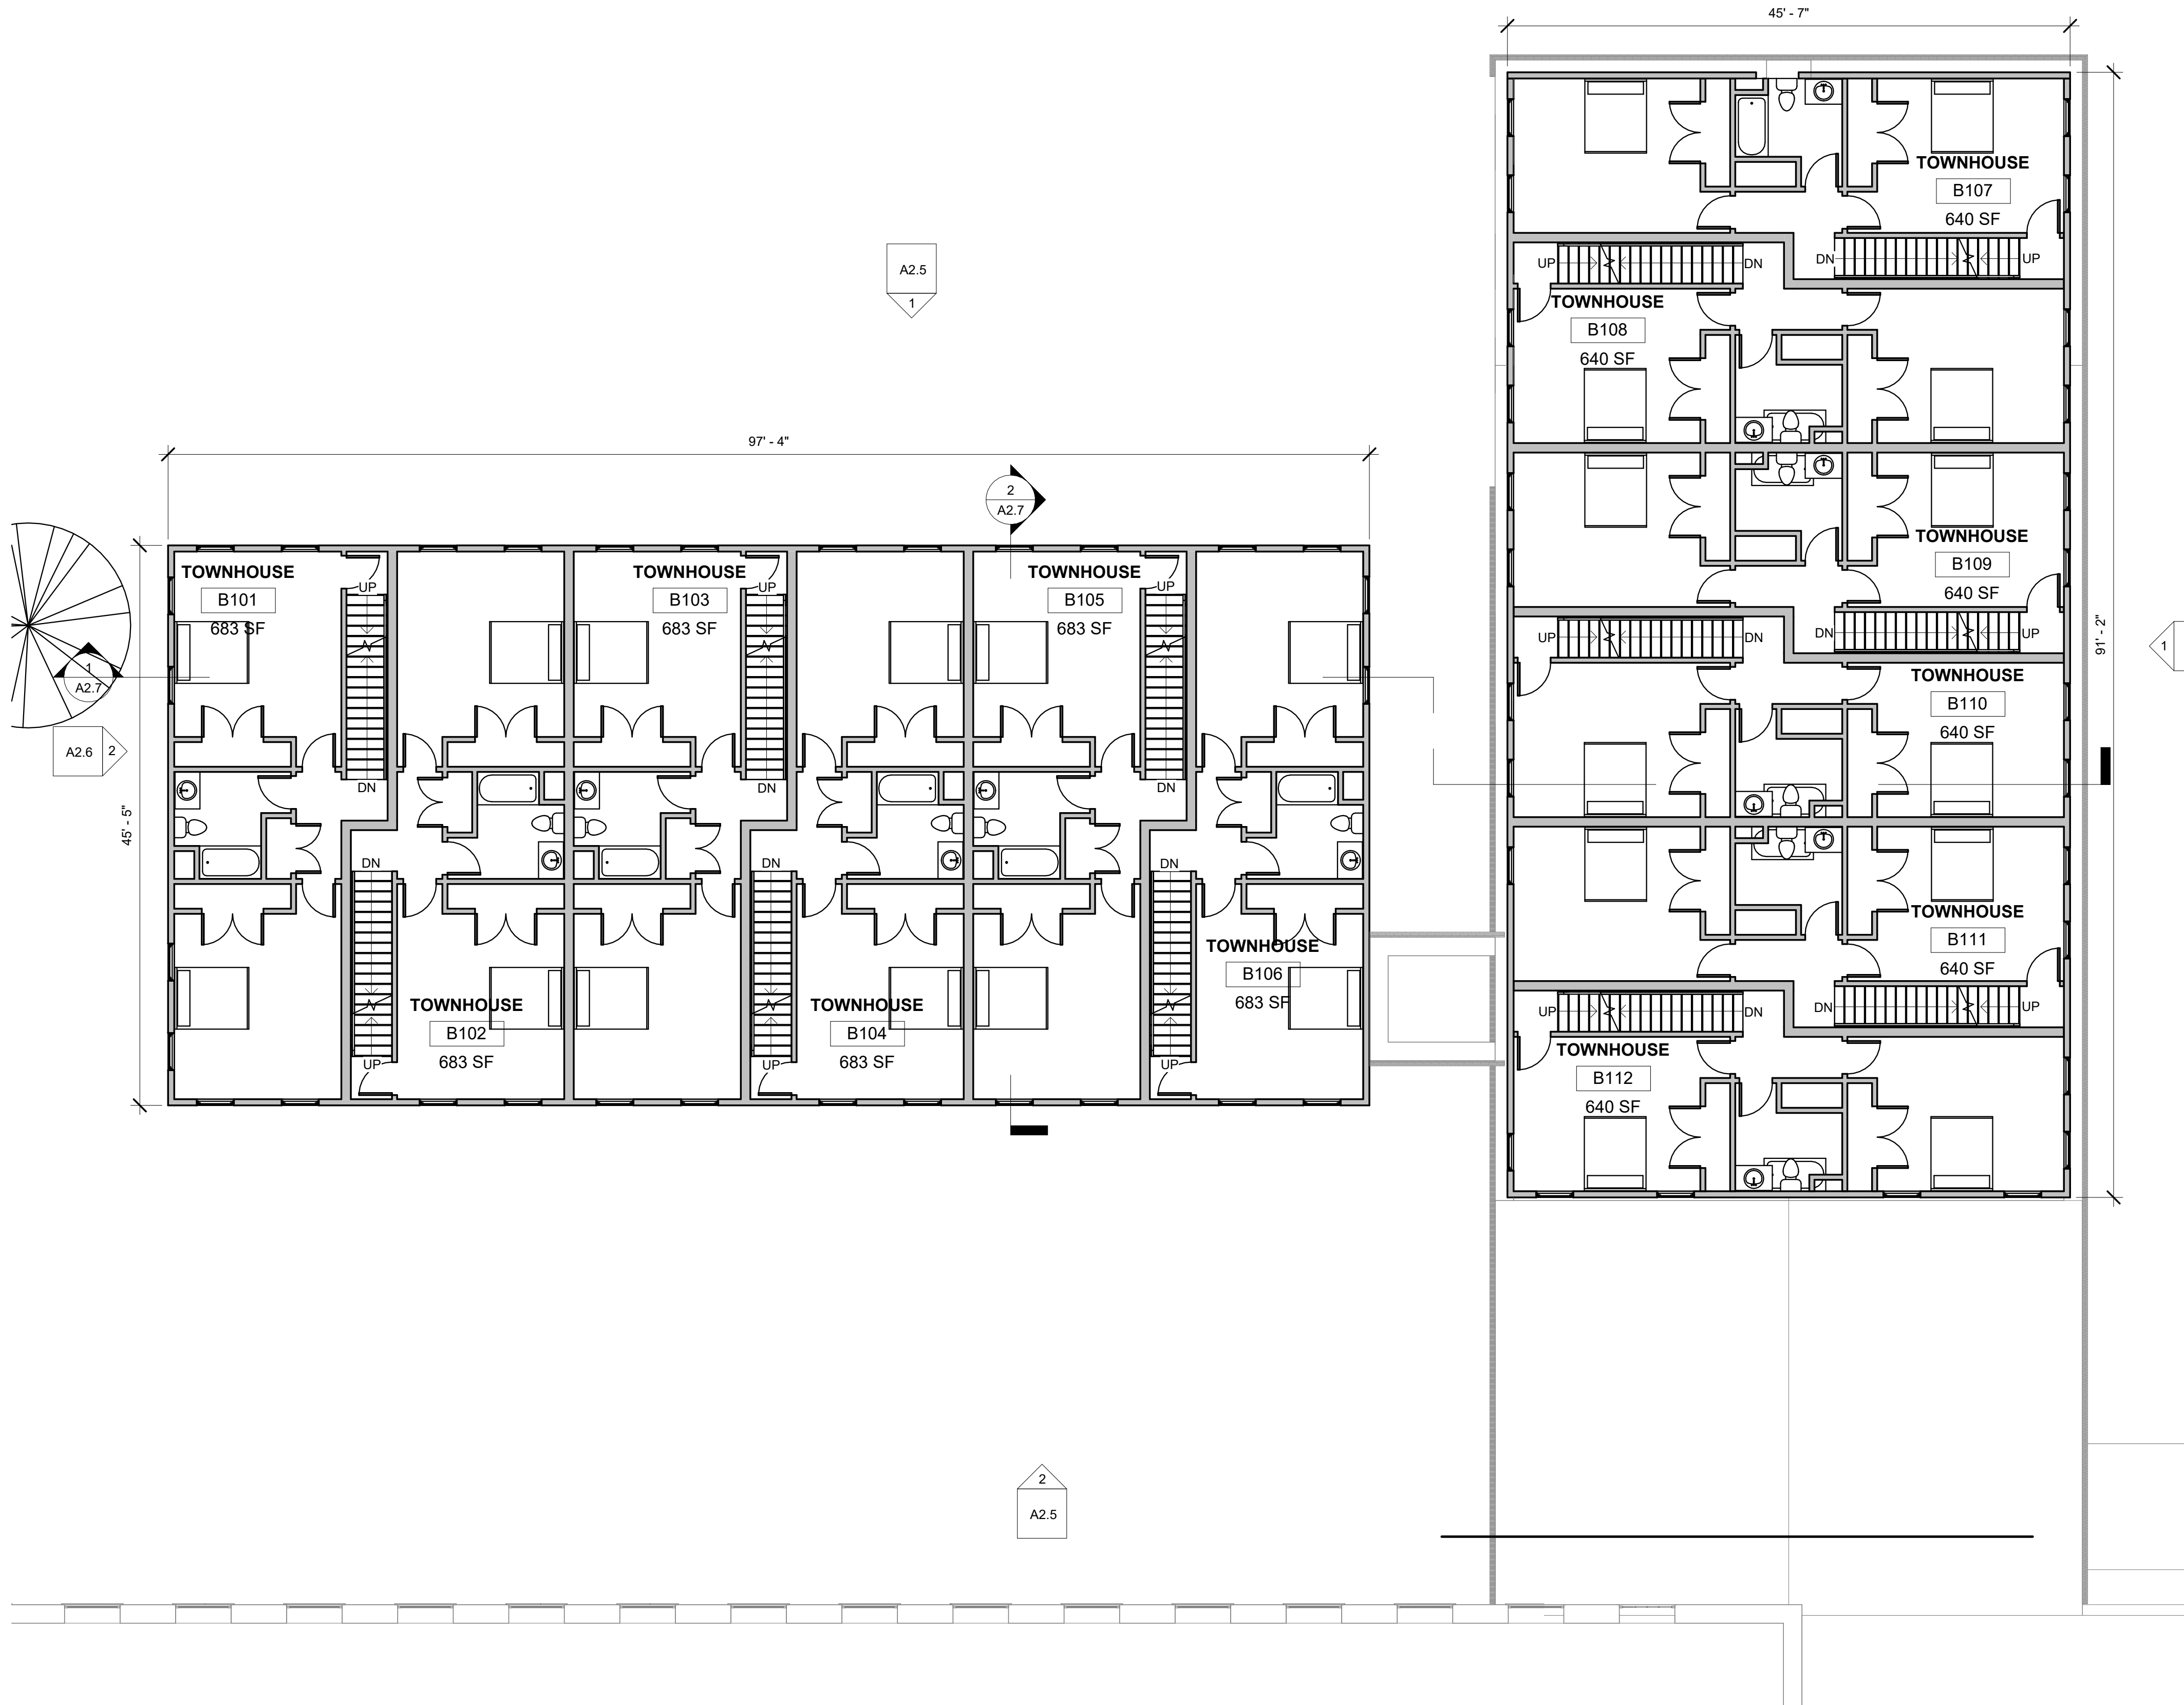 45' - 7"
TOWNHOUSE
B107
640 SF
DN
UP
UP
DN
TOWNHOUSE
B108
640 SF
A2.5
1
97' - 4"
2
A2.7
TOWNHOUSE
B109
640 SF
DN
UP
UP
DN
91' - 2"
1
TOWNHOUSE
B110
640 SF
TOWNHOUSE
B101
683 SF
UP
TOWNHOUSE
B103
683 SF
UP
TOWNHOUSE
B105
683 SF
UP
1
A2.7
A2.6
2
DN
DN
DN
45' - 5"
DN
DN
DN
TOWNHOUSE
B102
683 SF
UP
TOWNHOUSE
B104
683 SF
UP
TOWNHOUSE
B106
683 SF
UP
TOWNHOUSE
B111
640 SF
DN
UP
UP
DN
TOWNHOUSE
B112
640 SF
2
A2.5